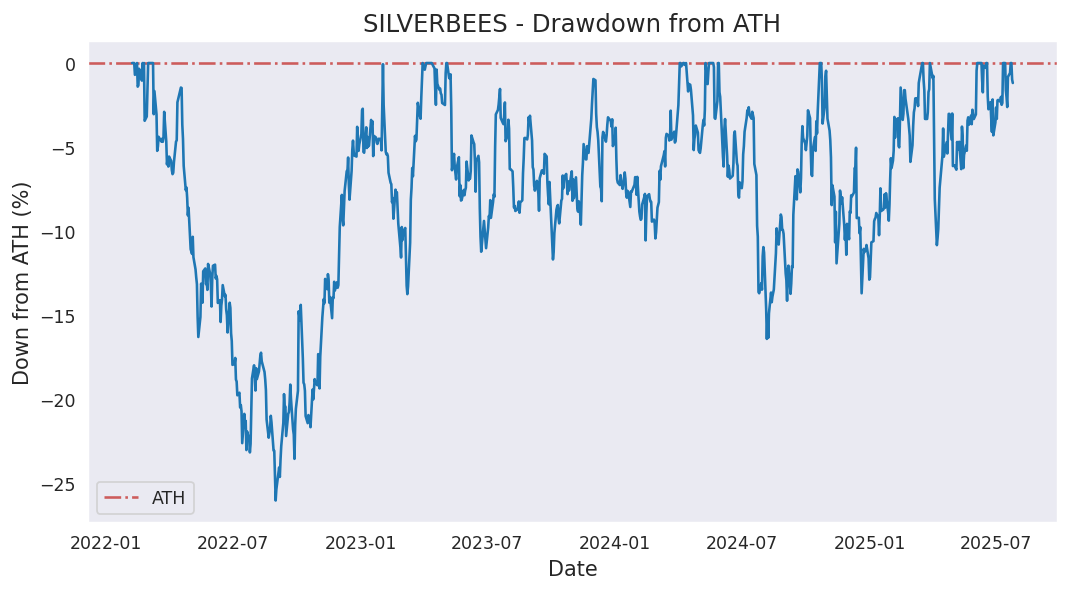 SILVERBEES - Drawdown from ATH
Down from ATH (%)
0
−5
−10
−15
−20
−25
ATH
2022-01 2022-07 2023-01 2023-07 2024-01 2024-07 2025-01 2025-07
Date